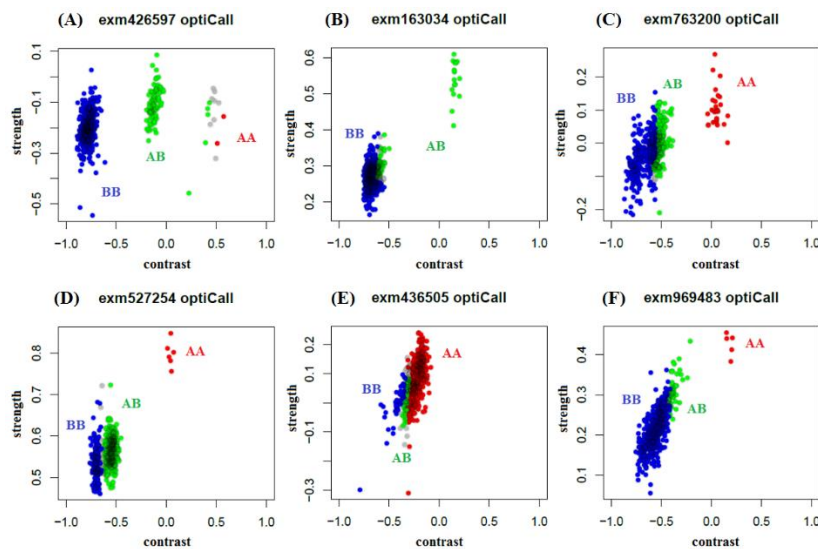 (A) exm426597 optiCall
strength
0.1
-0.1
-0.3
-0.5
BB
AB
AA
-1.0 -0.5 0.0 0.5 1.0
contrast
(B) exm163034 optiCall
strength
0.6
0.5
0.4
0.3
0.2
BB
AB
-1.0 -0.5 0.0 0.5 1.0
contrast
(C) exm763200 optiCall
strength
0.2
0.0
-0.2
BB
AB
AA
-1.0 -0.5 0.0 0.5 1.0
contrast
(D) exm527254 optiCall
strength
0.8
0.7
0.6
0.5
BB
AB
AA
-1.0 -0.5 0.0 0.5 1.0
contrast
(E) exm436505 optiCall
strength
0.2
0.1
-0.1
-0.3
BB
AA
AB
-1.0 -0.5 0.0 0.5 1.0
contrast
(F) exm969483 optiCall
strength
0.4
0.3
0.2
0.1
BB
AB
AA
-1.0 -0.5 0.0 0.5 1.0
contrast